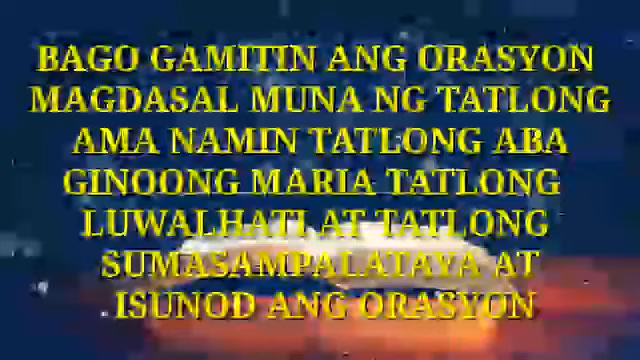 BAGO GAMITIN ANG ORASYON
MAGDASAL MUNA NG TATLONG
AMA NAMIN TATLONG ABA
GINOONG MARIA TATLONG
LUWALHATI AT TATLONG
SUMASAMPALATAYA AT
ISUNOD ANG ORASYON